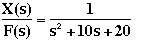 X(s)/F(s) = 1/(s² + 10s + 20)